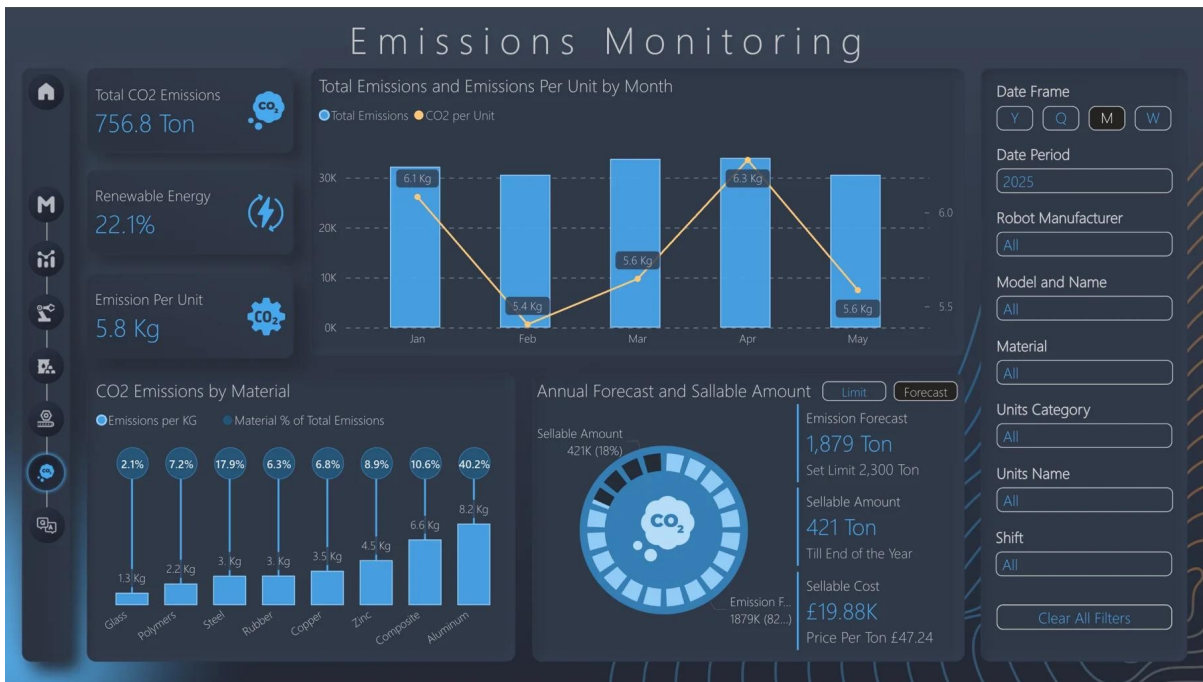 Emissions Monitoring
Total CO2 Emissions
756.8 Ton
CO2
Renewable Energy
22.1%
Emission Per Unit
5.8 Kg
CO2
M
Q A
Total Emissions and Emissions Per Unit by Month
Total Emissions CO2 per Unit
30K
20K
10K
0K
6.1 Kg
5.4 Kg
5.6 Kg
6.3 Kg
5.6 Kg
6.0
5.5
Jan Feb Mar Apr May
CO2 Emissions by Material
Emissions per KG Material % of Total Emissions
2.1% 7.2% 17.9% 6.3% 6.8% 8.9% 10.6% 40.2%
1.3 Kg 2.2 Kg 3. Kg 3. Kg 3.5 Kg 4.5 Kg 6.6 Kg 8.2 Kg
Glass Polymers Steel Rubber Copper Zinc Composite Aluminum
Annual Forecast and Sallable Amount Limit Forecast
Sellable Amount
421K (18%)
CO2
Emission F...
1879K (82...)
Emission Forecast
1,879 Ton
Set Limit 2,300 Ton
Sellable Amount
421 Ton
Till End of the Year
Sellable Cost
£19.88K
Price Per Ton £47.24
Date Frame
Y Q M W
Date Period
2025
Robot Manufacturer
All
Model and Name
All
Material
All
Units Category
All
Units Name
All
Shift
All
Clear All Filters